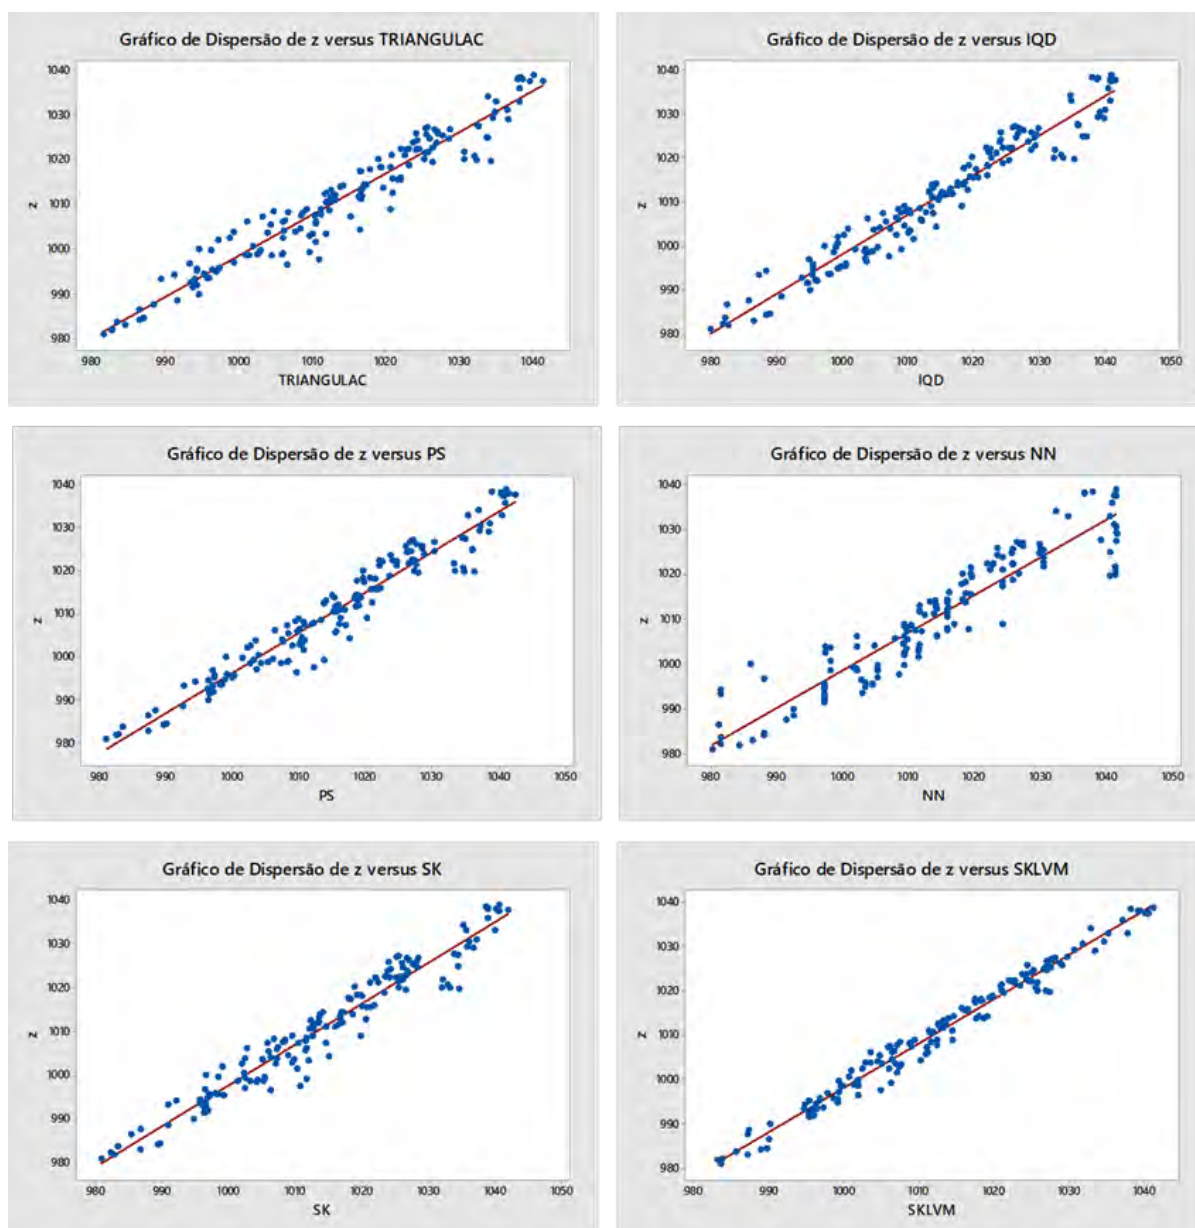 Gráfico de Dispersão de z versus TRIANGULAC
1040
1030
1020
1010
1000
990
980
z
980 990 1000 1010 1020 1030 1040
TRIANGULAC
Gráfico de Dispersão de z versus IQD
1040
1030
1020
1010
1000
990
980
z
980 990 1000 1010 1020 1030 1040 1050
IQD
Gráfico de Dispersão de z versus PS
1040
1030
1020
1010
1000
990
980
z
980 990 1000 1010 1020 1030 1040 1050
PS
Gráfico de Dispersão de z versus NN
1040
1030
1020
1010
1000
990
980
z
980 990 1000 1010 1020 1030 1040 1050
NN
Gráfico de Dispersão de z versus SK
1040
1030
1020
1010
1000
990
980
z
980 990 1000 1010 1020 1030 1040 1050
SK
Gráfico de Dispersão de z versus SKLVM
1040
1030
1020
1010
1000
990
980
z
980 990 1000 1010 1020 1030 1040
SKLVM